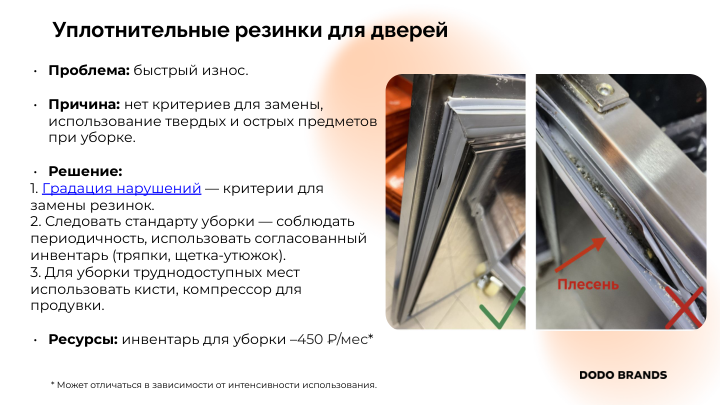 Уплотнительные резинки для дверей
• Проблема: быстрый износ.
• Причина: нет критериев для замены,
использование твердых и острых предметов
при уборке.
• Решение:
1. Градация нарушений — критерии для
замены резинок.
2. Следовать стандарту уборки — соблюдать
периодичность, использовать согласованный
инвентарь (тряпки, щетка-утюжок).
3. Для уборки труднодоступных мест
использовать кисти, компрессор для
продувки.
• Ресурсы: инвентарь для уборки –450 ₽/мес*
* Может отличаться в зависимости от интенсивности использования.
Плесень
DODO BRANDS